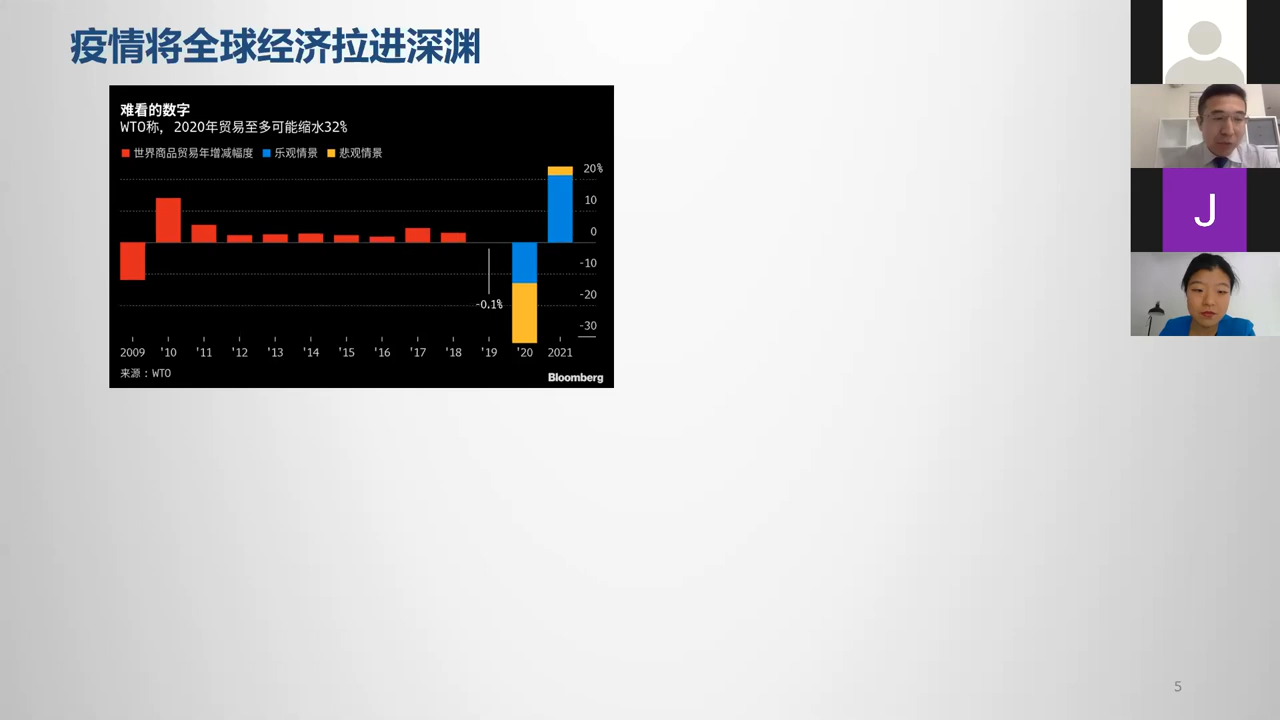 疫情将全球经济拉进深渊
难看的数字
WTO称，2020年贸易至多可能缩水32%
世界商品贸易年增减幅度 乐观情景 悲观情景
20%
10
0
-10
-20
-30
-0.1%
2009 '10 '11 '12 '13 '14 '15 '16 '17 '18 '19 '20 2021
来源：WTO
Bloomberg
J
5